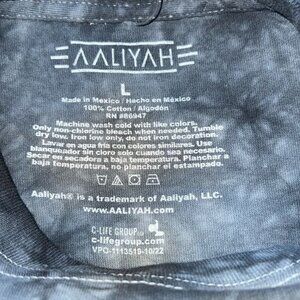 AALIYAH
L
Made in Mexico / Hecho en México
100% Cotton / Algodón
RN #86947
Machine wash cold with like colors.
Only non-chlorine bleach when needed. Tumble
dry low. Iron low only, do not iron decoration.
Lavar en agua fria con colores similares. Use
blanqueador sin cloro solo cuando sea necesario.
Secar en secadora a baja temperatura. Planchar a
baja temperatura, no planchar el estampado.
Aaliyah® is a trademark of Aaliyah, LLC.
www.AALIYAH.com
C-LIFE GROUP
c-lifegroup.com
VPO-1113519-10/22